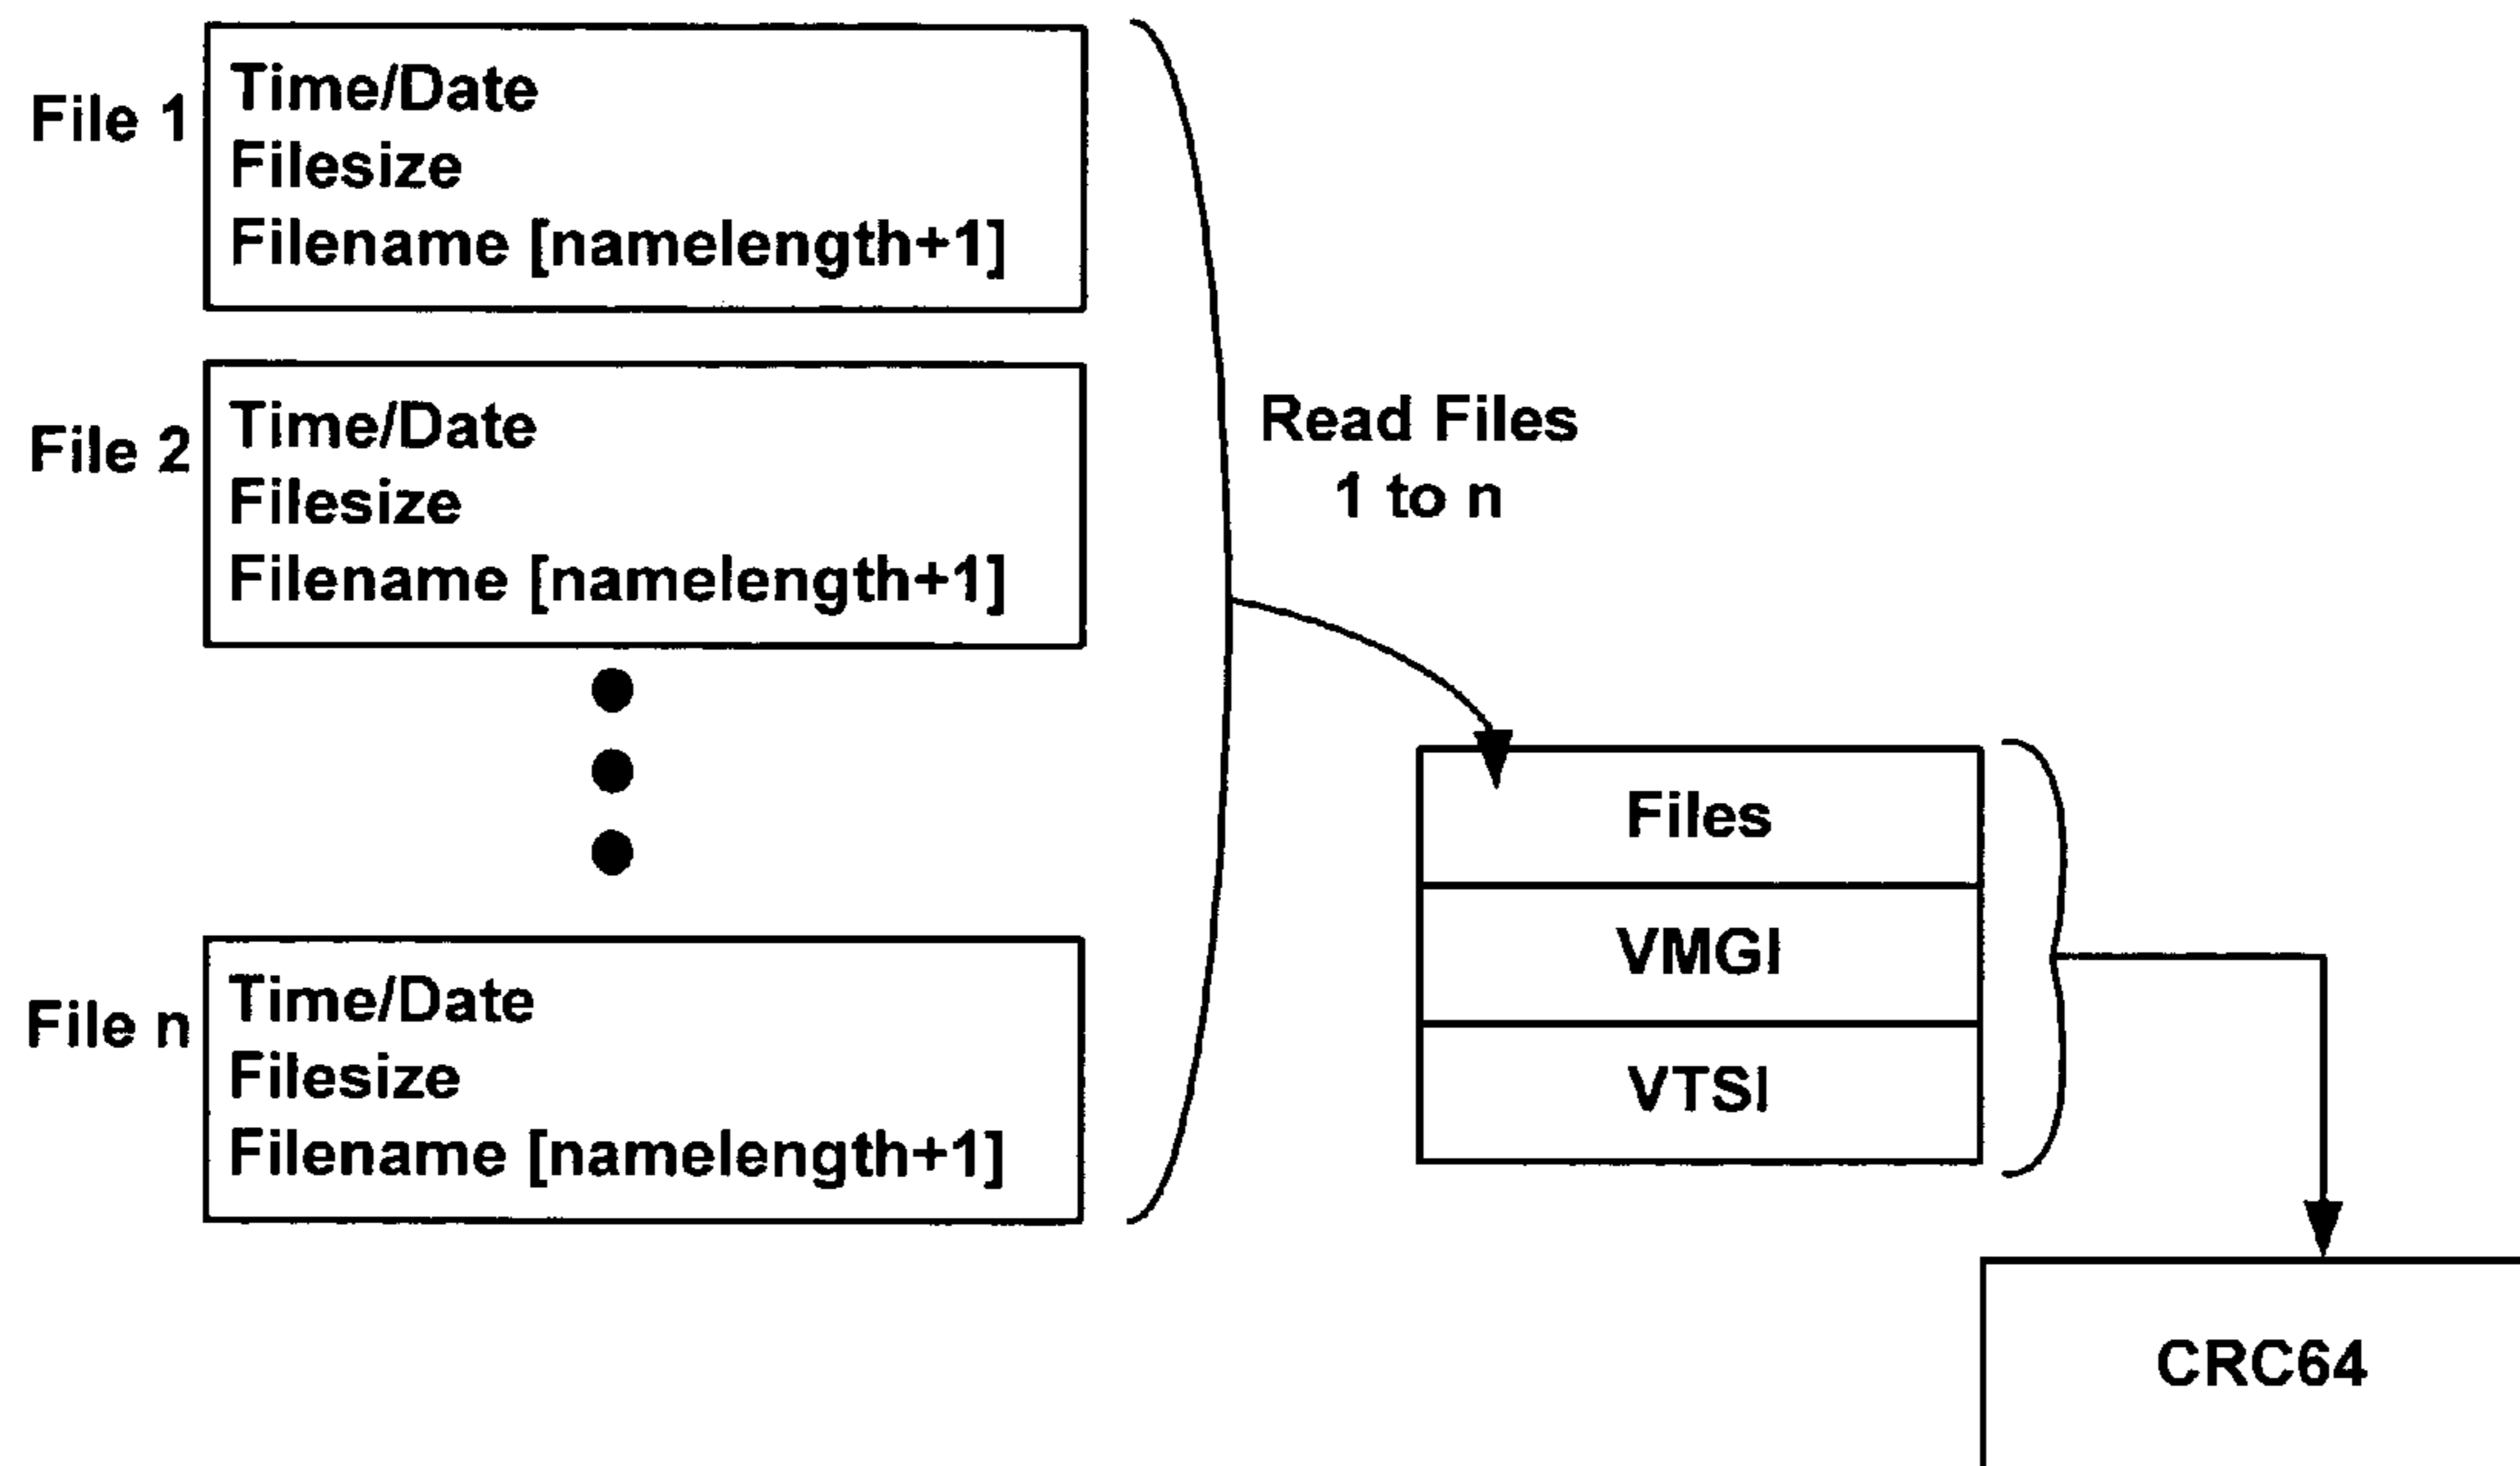 File 1
Time/Date
Filesize
Filename [namelength+1]
File 2
Time/Date
Filesize
Filename [namelength+1]
Read Files
1 to n
File n
Time/Date
Filesize
Filename [namelength+1]
Files
VMGI
VTSI
CRC64